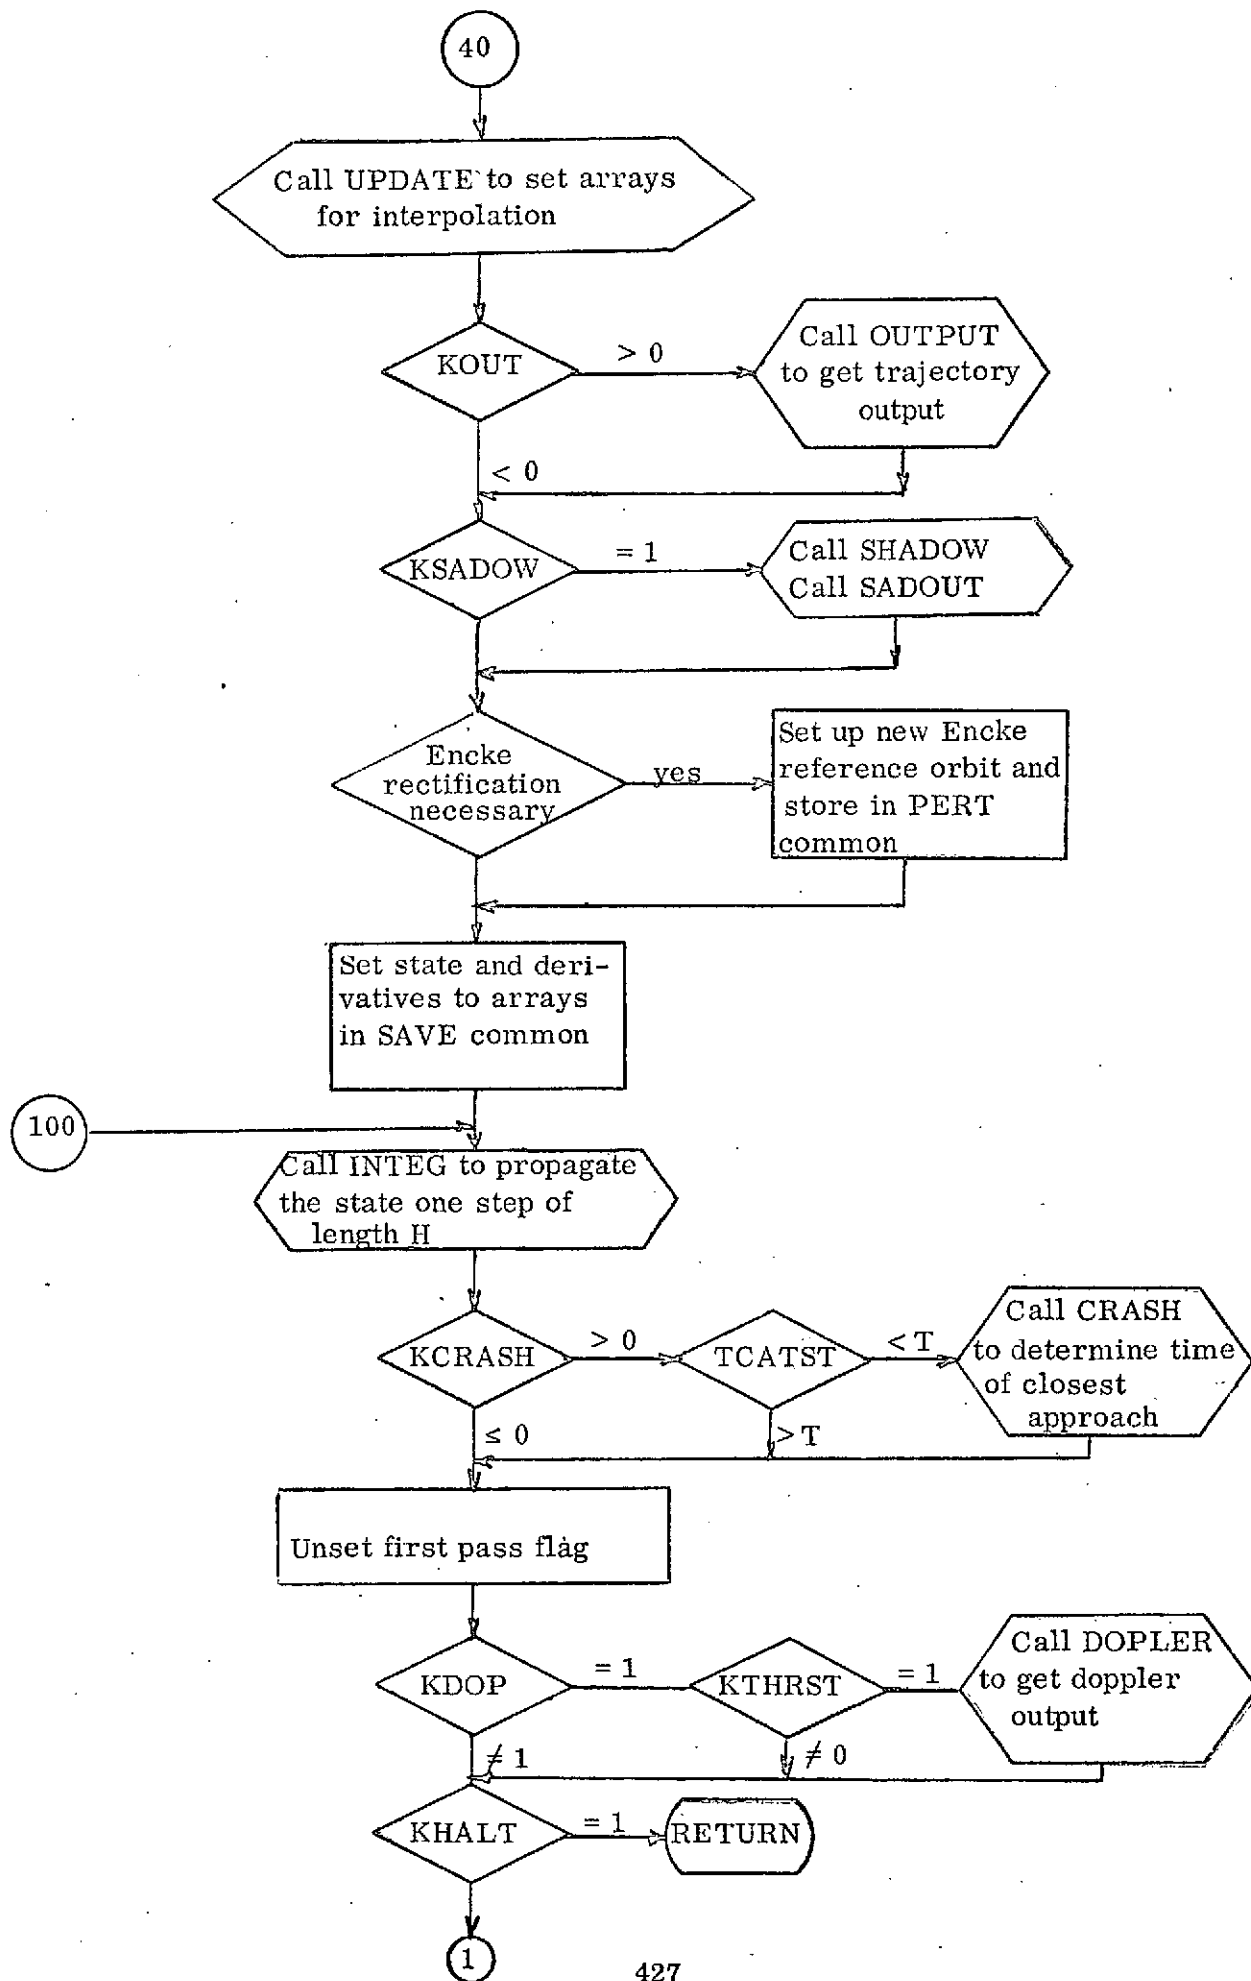 40
Call UPDATE to set arrays
for interpolation
KOUT
> 0
Call OUTPUT
to get trajectory
output
< 0
KSADOW
= 1
Call SHADOW
Call SADOUT
Encke
rectification
necessary
yes
Set up new Encke
reference orbit and
store in PERT
common
Set state and deri-
vatives to arrays
in SAVE common
100
Call INTEG to propagate
the state one step of
length H
KCRASH
> 0
TCATST
< T
Call CRASH
to determine time
of closest
approach
≤ 0
> T
Unset first pass flag
KDOP
= 1
KTHRST
= 1
Call DOPLER
to get doppler
output
≠ 1
≠ 0
KHALT
= 1
RETURN
1
427